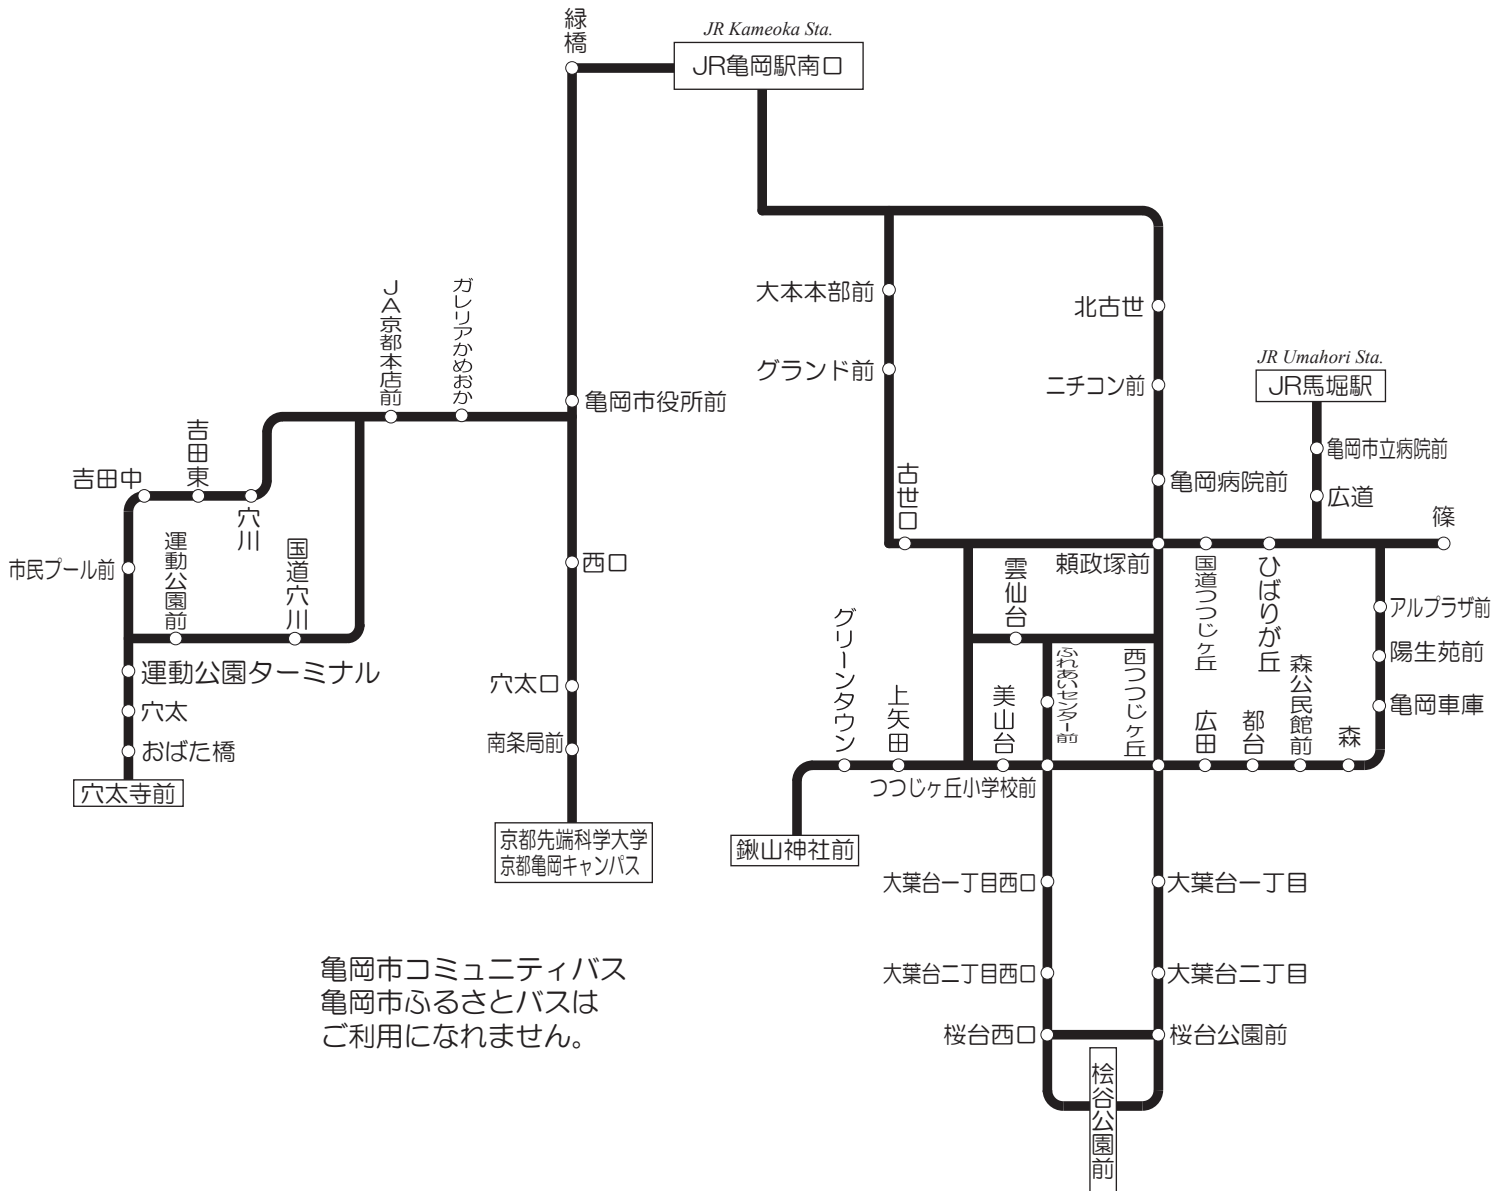 緑橋
JR Kameoka Sta.
JR亀岡駅南口
大本本部前
グランド前
古世口
北古世
ニチコン前
亀岡病院前
頼政塚前
JR Umahori Sta.
JR馬堀駅
亀岡市立病院前
広道
篠
国道つつじヶ丘
ひばりが丘
アルプラザ前
陽生苑前
亀岡車庫
森
森公民館前
都台
広田
西つつじヶ丘
ふれあいセンター前
雲仙台
美山台
つつじヶ丘小学校前
上矢田
グリーンタウン
鍬山神社前
大葉台一丁目西口
大葉台一丁目
大葉台二丁目西口
大葉台二丁目
桜台西口
桜台公園前
桧谷公園前
亀岡市役所前
ガレリアかめおか
JA京都本店前
吉田東
吉田中
穴川
国道穴川
運動公園前
市民プール前
運動公園ターミナル
穴太
おばた橋
穴太寺前
西口
穴太口
南条局前
京都先端科学大学
京都亀岡キャンパス
亀岡市コミュニティバス
亀岡市ふるさとバスは
ご利用になれません。